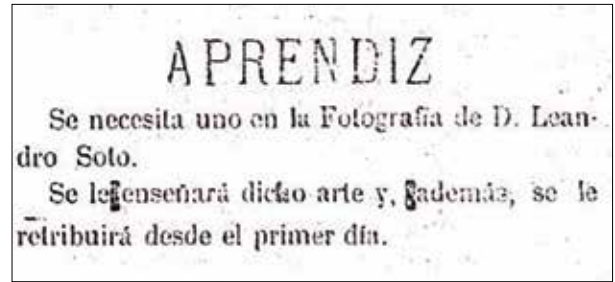 APRENDIZ
Se necesita uno en la Fotografía de D. Lean-
dro Soto.
Se le enseñará dicho arte y, además, se le
retribuirá desde el primer día.